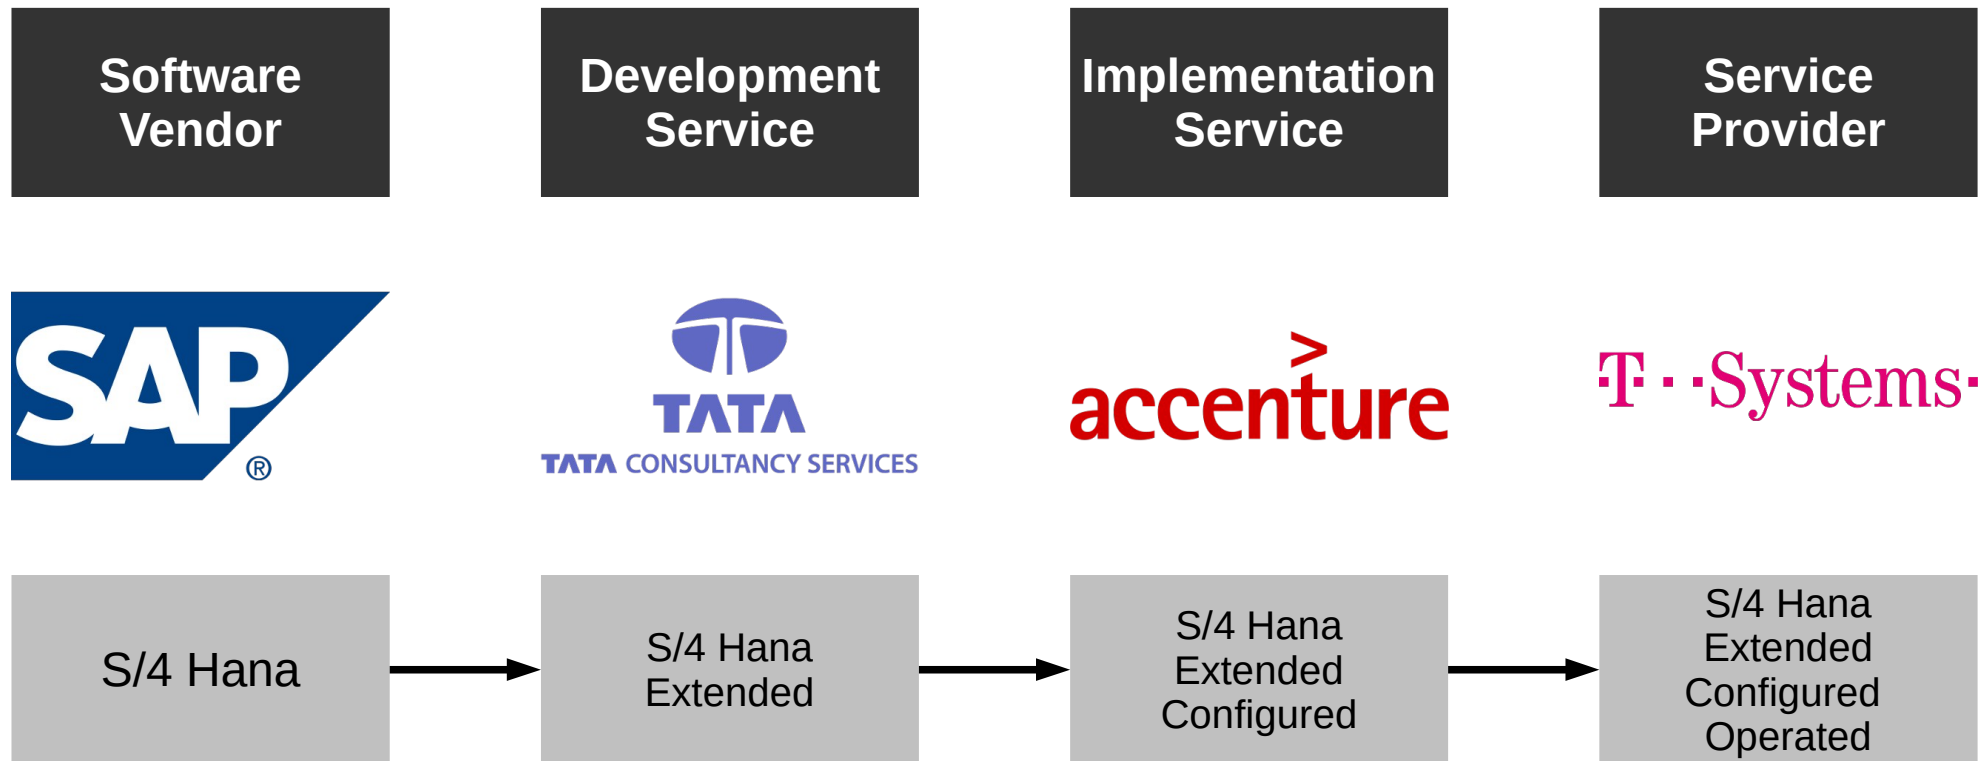 Software
Vendor
Development
Service
Implementation
Service
Service
Provider
SAP
®
TATA
TATA CONSULTANCY SERVICES
>
accenture
T··Systems·
S/4 Hana
S/4 Hana
Extended
S/4 Hana
Extended
Configured
S/4 Hana
Extended
Configured
Operated